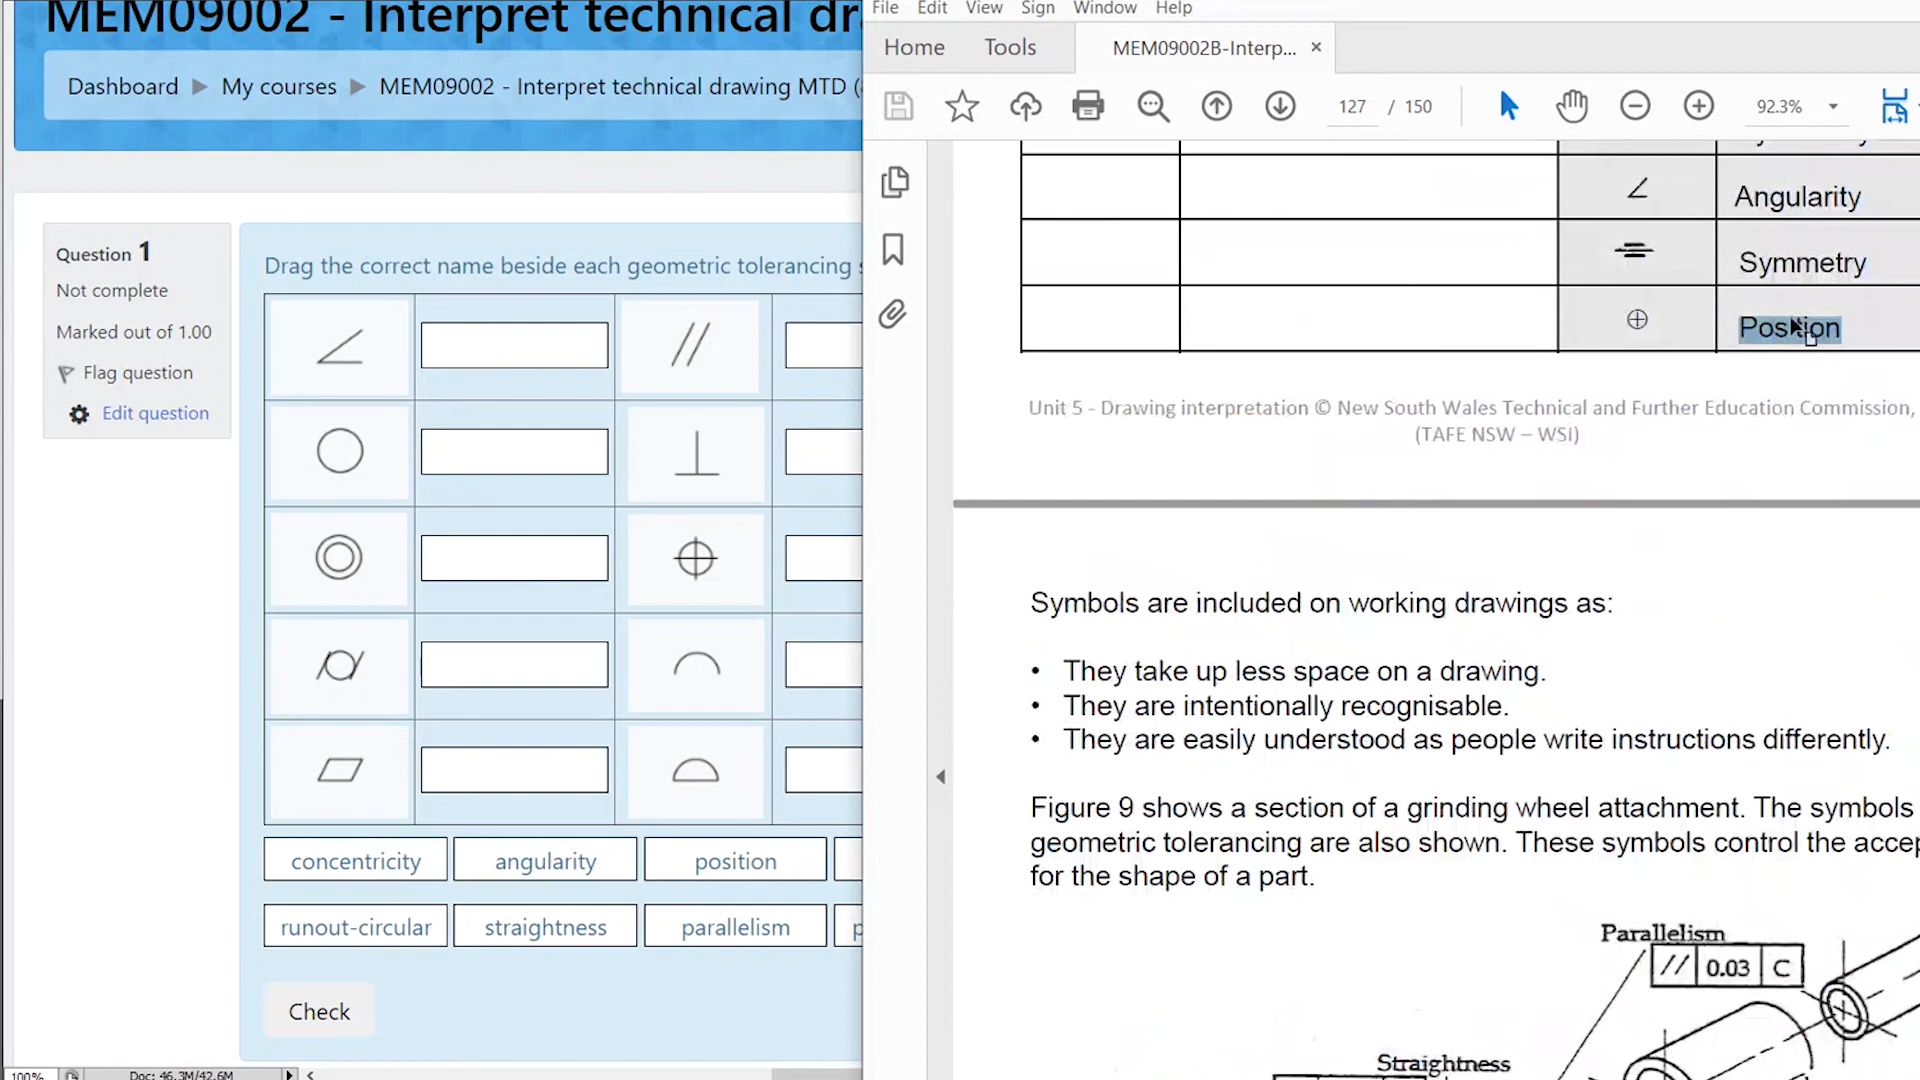 MEM09002 - Interpret technical dr
Dashboard ▶ My courses ▶ MEM09002 - Interpret technical drawing MTD (
Question 1
Not complete
Marked out of 1.00
Flag question
Edit question
Drag the correct name beside each geometric tolerancing
concentricity angularity position
runout-circular straightness parallelism p
Check
100% Doc: 46.3M/42.6M
File Edit View Sign Window Help
Home Tools MEM09002B-Interp... ×
127 / 150 92.3%
Angularity
Symmetry
Position
Unit 5 - Drawing interpretation © New South Wales Technical and Further Education Commission,
(TAFE NSW – WSi)
Symbols are included on working drawings as:
• They take up less space on a drawing.
• They are intentionally recognisable.
• They are easily understood as people write instructions differently.
Figure 9 shows a section of a grinding wheel attachment. The symbols
geometric tolerancing are also shown. These symbols control the accep
for the shape of a part.
Parallelism
// 0.03 C
Straightness